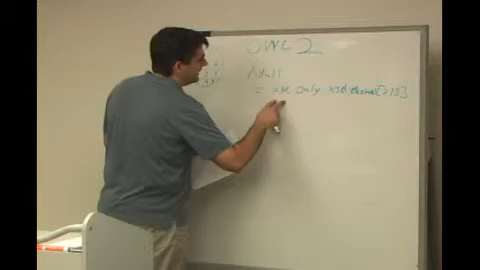 OWL 2
Adult
= age only xsd:decimal[≥18]